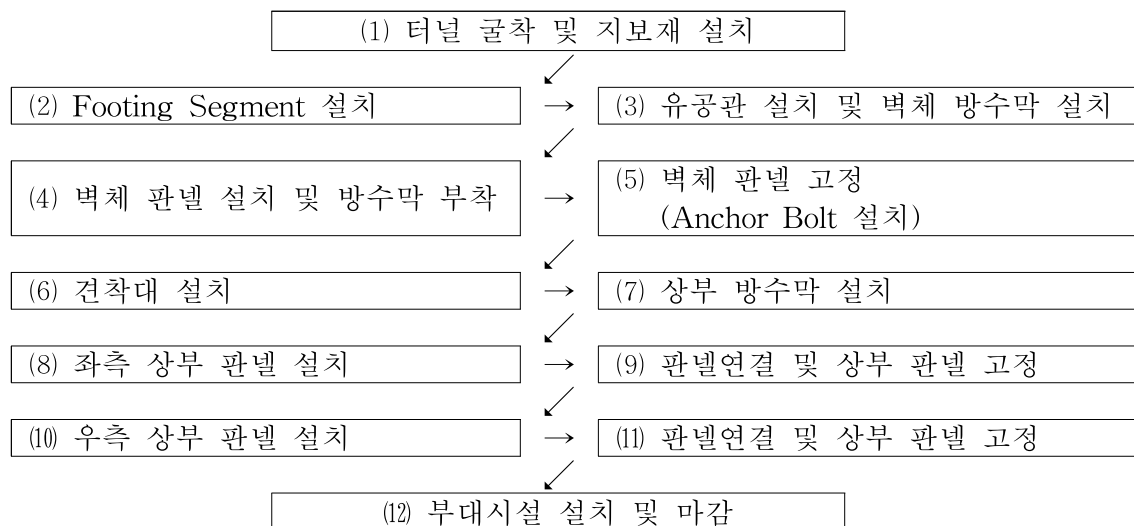 (1) 터널 굴착 및 지보재 설치
(2) Footing Segment 설치
(3) 유공관 설치 및 벽체 방수막 설치
(4) 벽체 판넬 설치 및 방수막 부착
(5) 벽체 판넬 고정
(Anchor Bolt 설치)
(6) 견착대 설치
(7) 상부 방수막 설치
(8) 좌측 상부 판넬 설치
(9) 판넬연결 및 상부 판넬 고정
(10) 우측 상부 판넬 설치
(11) 판넬연결 및 상부 판넬 고정
(12) 부대시설 설치 및 마감